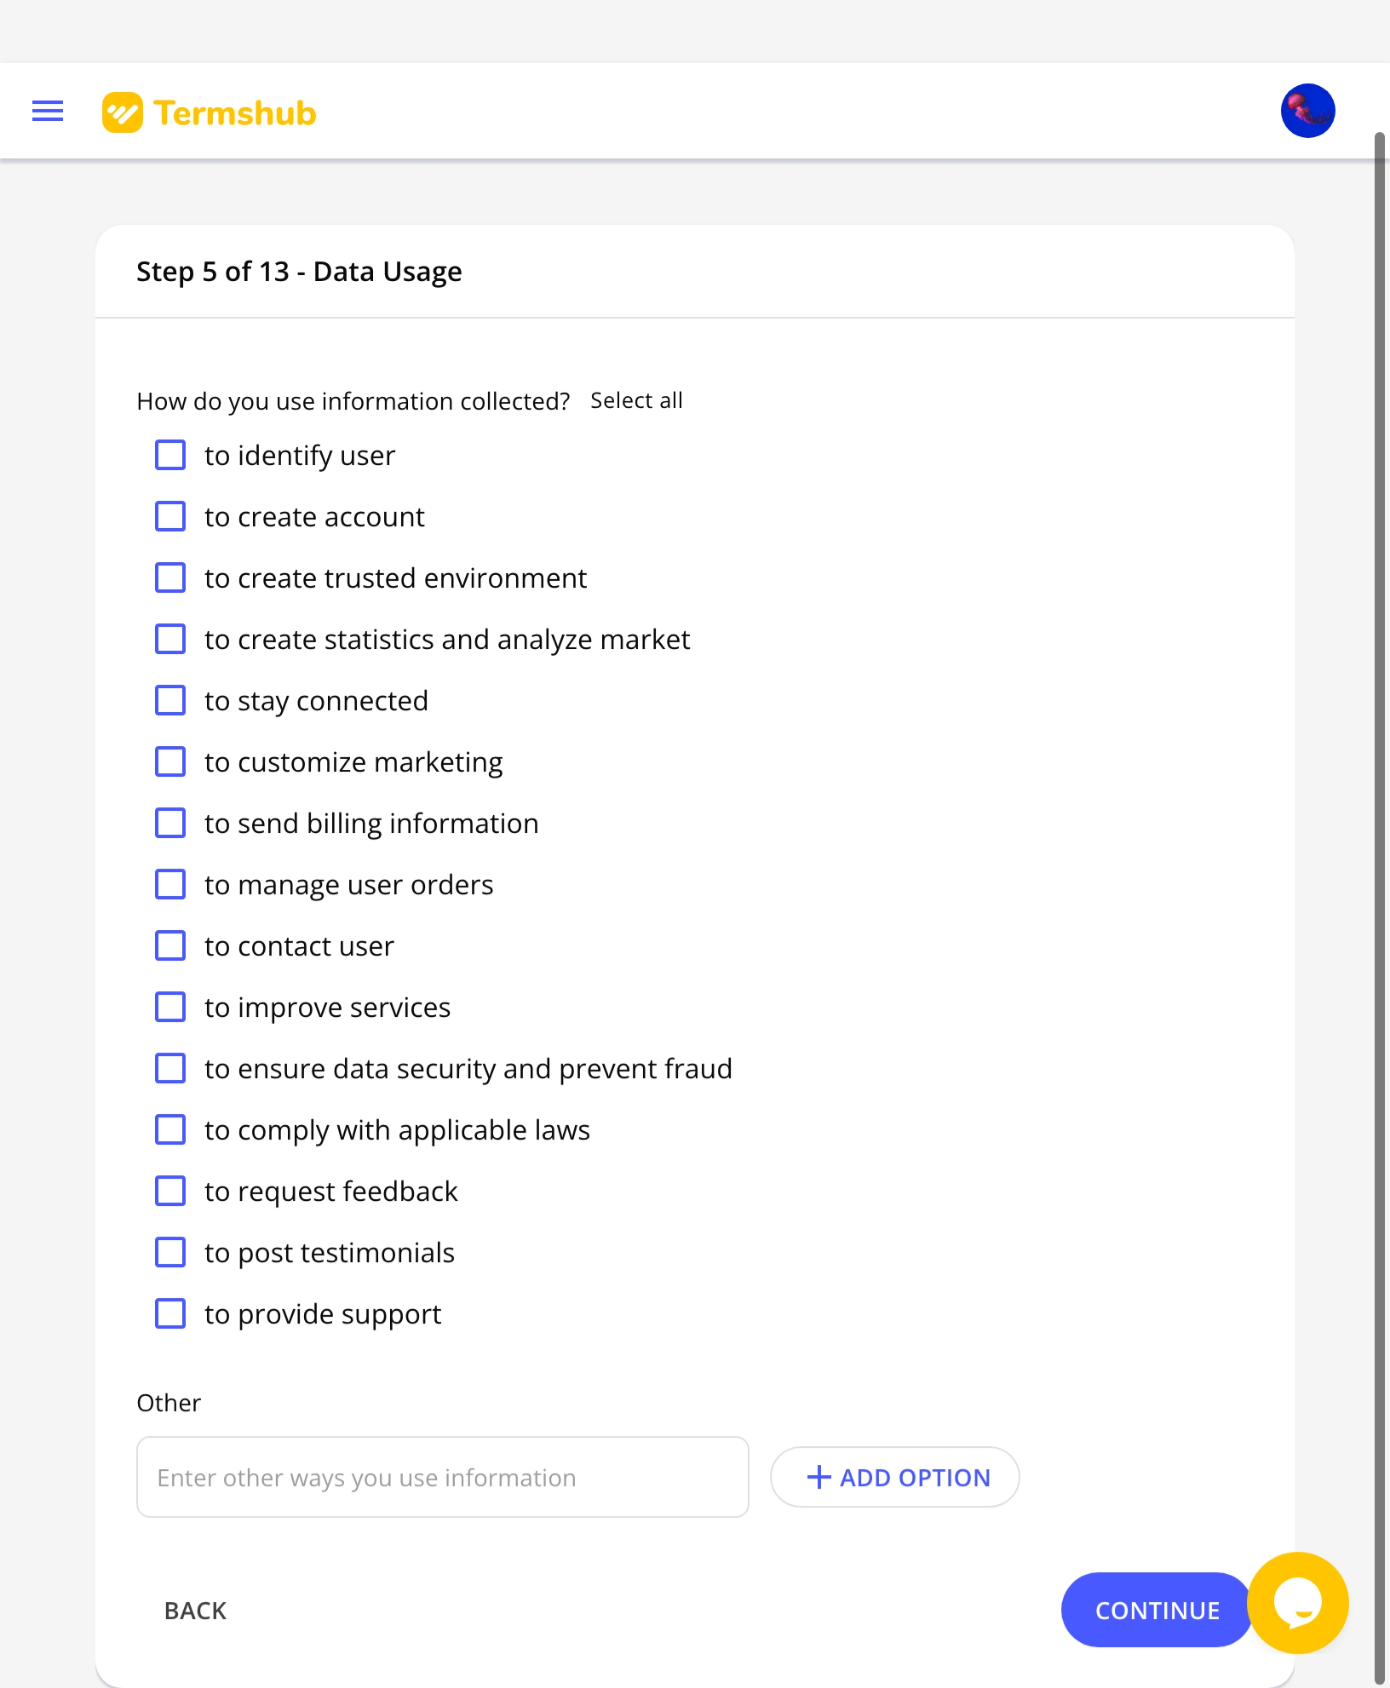 Termshub
Step 5 of 13 - Data Usage
How do you use information collected? Select all
to identify user
to create account
to create trusted environment
to create statistics and analyze market
to stay connected
to customize marketing
to send billing information
to manage user orders
to contact user
to improve services
to ensure data security and prevent fraud
to comply with applicable laws
to request feedback
to post testimonials
to provide support
Other
Enter other ways you use information
ADD OPTION
BACK
CONTINUE